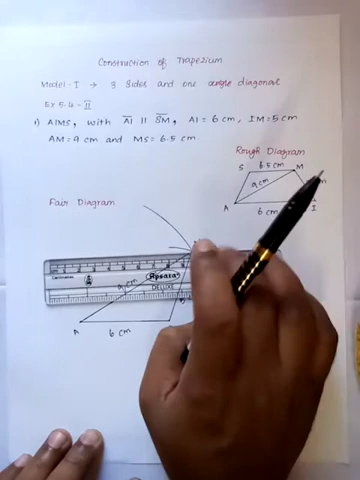 Construction of Trapezium
Model-I → 3 sides and one angle diagonal
Ex 5.4 - II
1) AIMS, with AI || SM, AI = 6 cm, IM = 5 cm
AM = 9 cm and MS = 6.5 cm
Rough Diagram
S 6.5 cm M
9 cm
A 6 cm I
Fair Diagram
Apsara
DELUXE
9 cm
A 6 cm